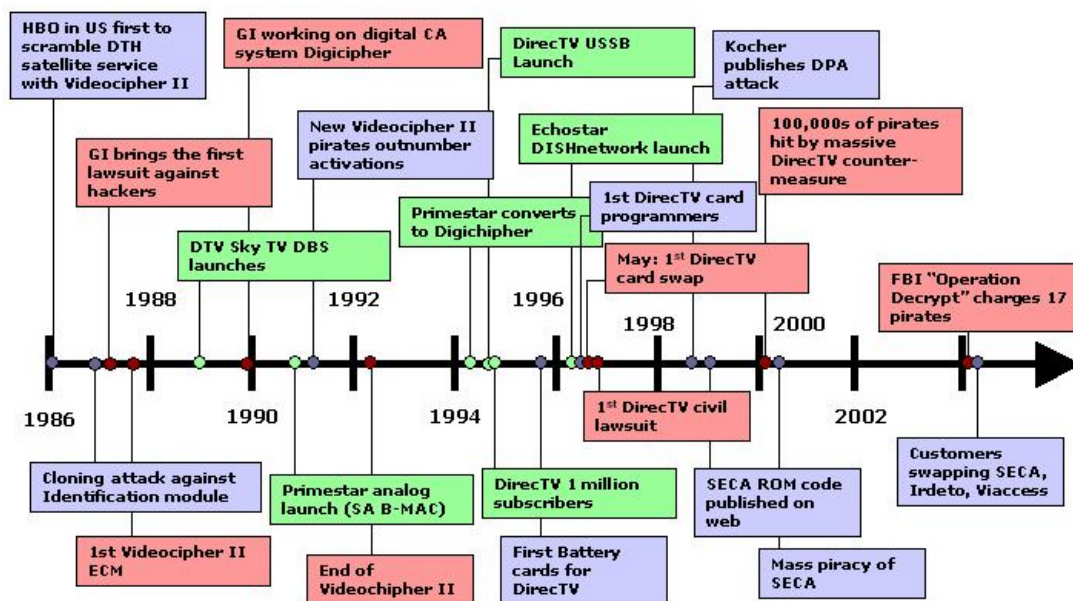 HBO in US first to
scramble DTH
satellite service
with Videocipher II
GI working on digital CA
system Digicipher
DirecTV USSB
Launch
Kocher
publishes DPA
attack
GI brings the first
lawsuit against
hackers
New Videocipher II
pirates outnumber
activations
Echostar
DISHnetwork launch
100,000s of pirates
hit by massive
DirecTV counter-
measure
DTV Sky TV DBS
launches
Primestar converts
to Digichipher
1st DirecTV card
programmers
May: 1st DirecTV
card swap
FBI "Operation
Decrypt" charges 17
pirates
1988
1992
1996
1998
2000
1986
1990
1994
2002
1st DirecTV civil
lawsuit
Cloning attack against
Identification module
Primestar analog
launch (SA B-MAC)
DirecTV 1 million
subscribers
SECA ROM code
published on
web
Customers
swapping SECA,
Irdeto, Viaccess
1st Videocipher II
ECM
End of
Videochipher II
First Battery
cards for
DirecTV
Mass piracy of
SECA